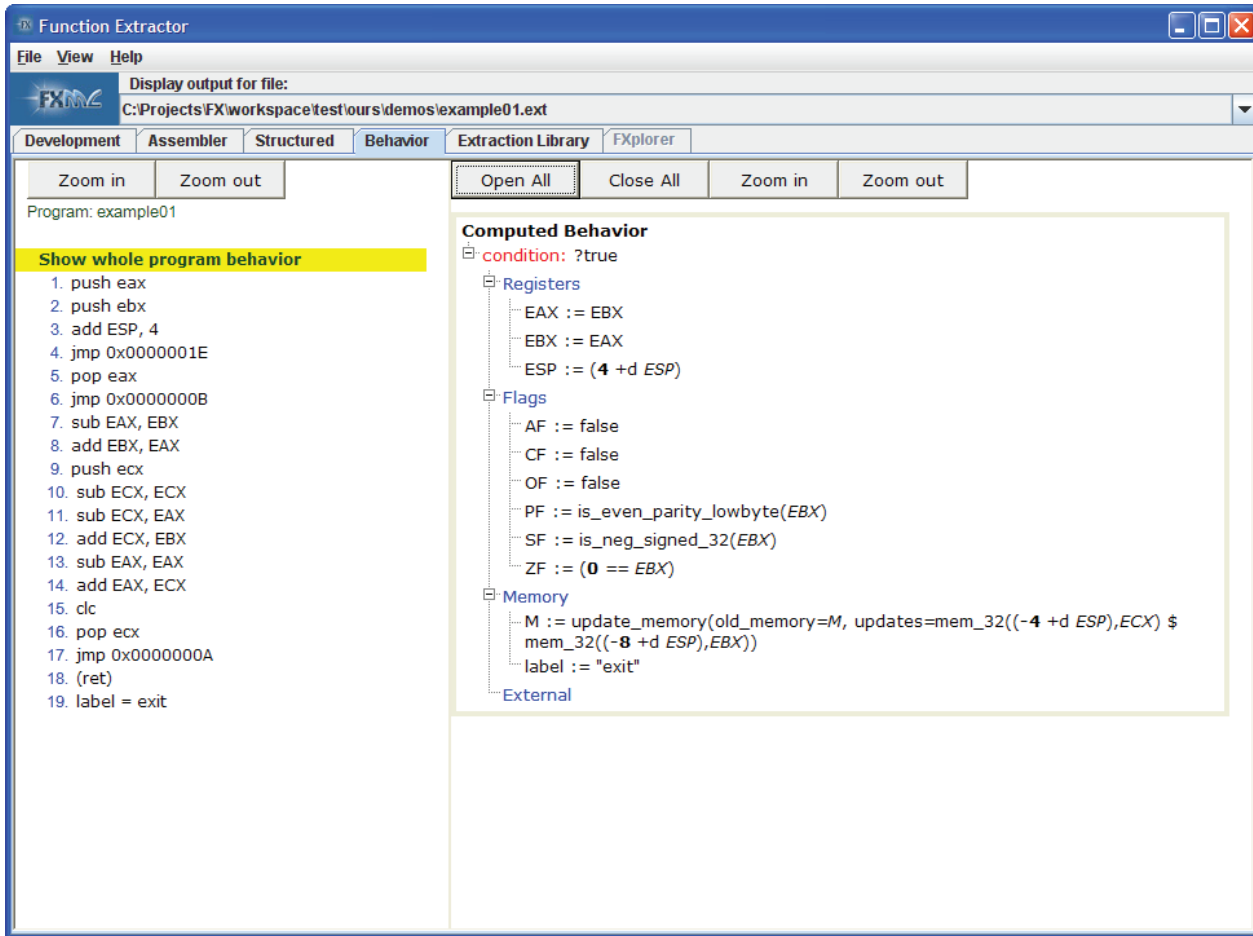 Function Extractor
File View Help
Display output for file:
C:\Projects\FX\workspace\test\ours\demos\example01.ext
Development Assembler Structured Behavior Extraction Library FXplorer
Zoom in Zoom out
Program: example01
Show whole program behavior
1. push eax
2. push ebx
3. add ESP, 4
4. jmp 0x0000001E
5. pop eax
6. jmp 0x0000000B
7. sub EAX, EBX
8. add EBX, EAX
9. push ecx
10. sub ECX, ECX
11. sub ECX, EAX
12. add ECX, EBX
13. sub EAX, EAX
14. add EAX, ECX
15. clc
16. pop ecx
17. jmp 0x0000000A
18. (ret)
19. label = exit
Open All Close All Zoom in Zoom out
Computed Behavior
condition: ?true
Registers
EAX := EBX
EBX := EAX
ESP := (4 +d ESP)
Flags
AF := false
CF := false
OF := false
PF := is_even_parity_lowbyte(EBX)
SF := is_neg_signed_32(EBX)
ZF := (0 == EBX)
Memory
M := update_memory(old_memory=M, updates=mem_32((-4 +d ESP),ECX) $
mem_32((-8 +d ESP),EBX))
label := "exit"
External